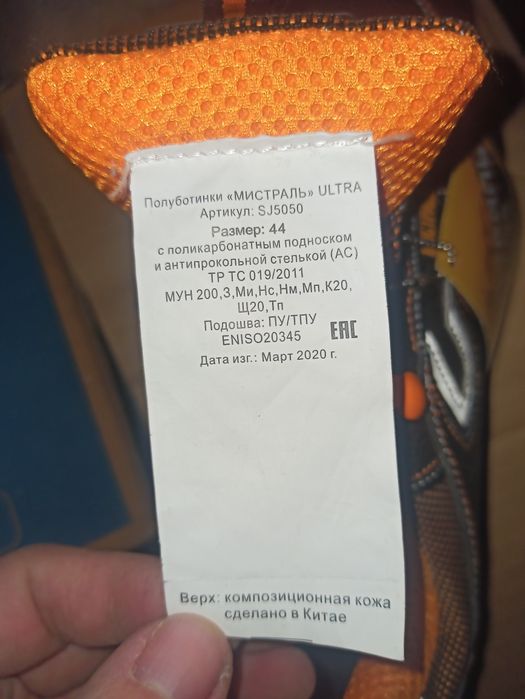 Полуботинки «МИСТРАЛЬ» ULTRA
Артикул: SJ5050
Размер: 44
с поликарбонатным подноском
и антипрокольной стелькой (АС)
ТР ТС 019/2011
МУН 200,З,Ми,Нс,Нм,Мп,К20,
Щ20,Тп
Подошва: ПУ/ТПУ
ENISO20345
EAC
Дата изг.: Март 2020 г.
Верх: композиционная кожа
сделано в Китае